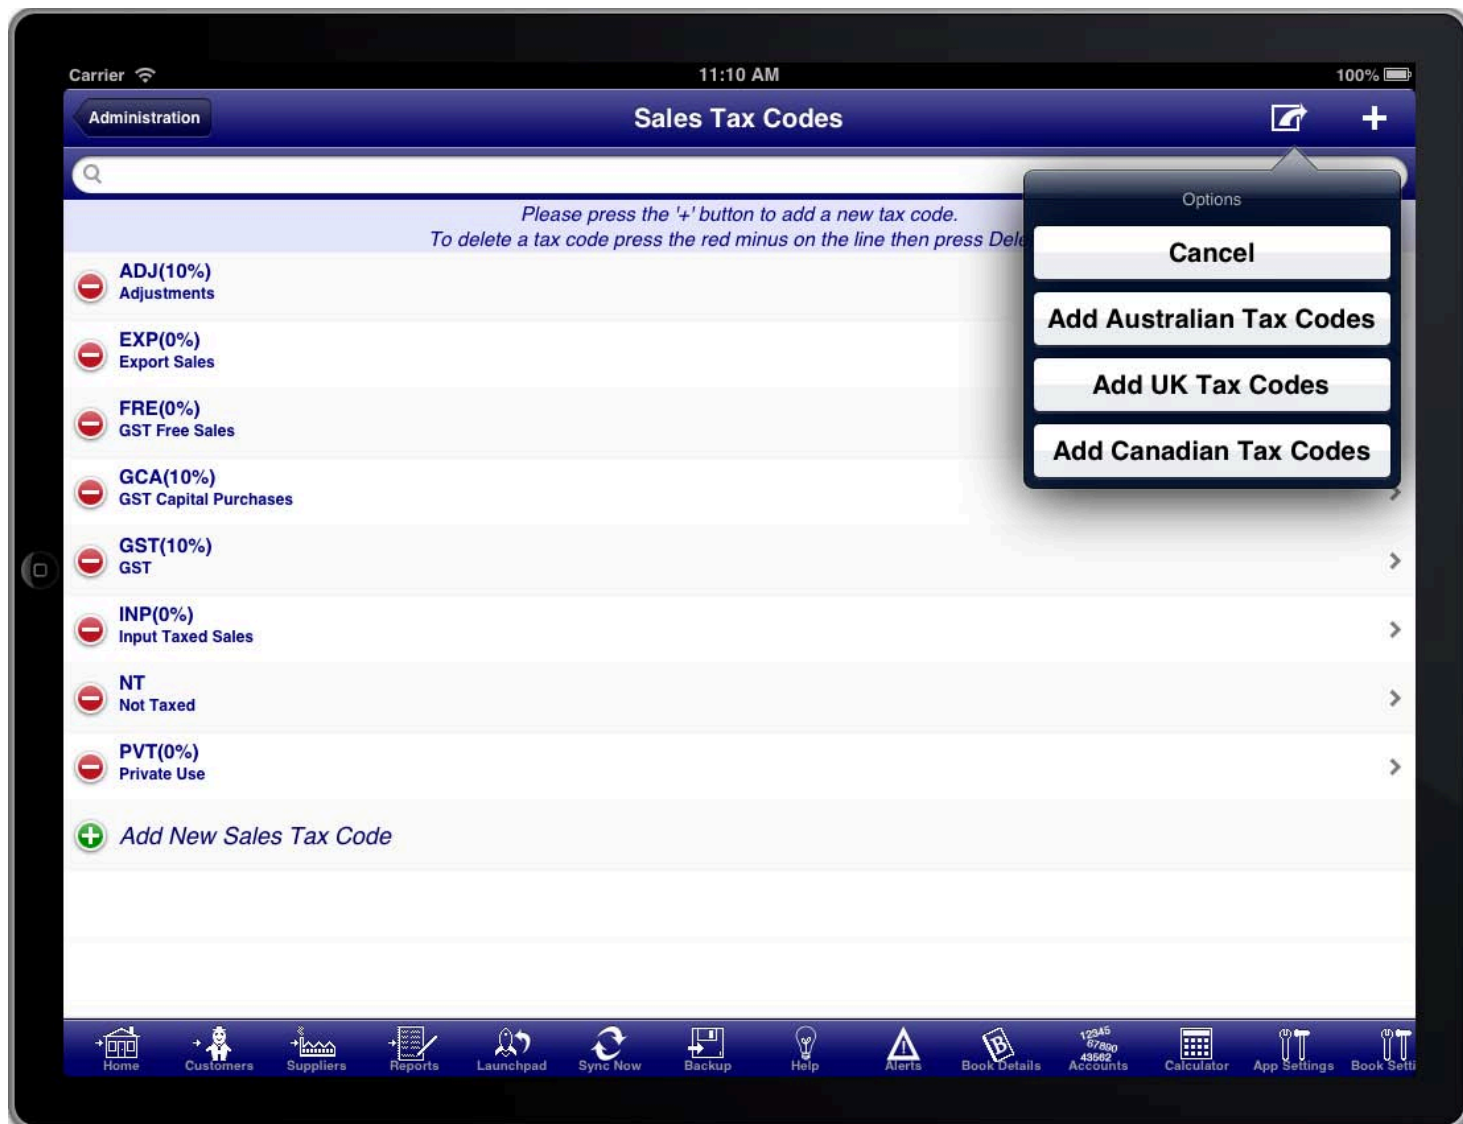 Carrier
11:10 AM
100%
Administration
Sales Tax Codes
Please press the '+' button to add a new tax code.
To delete a tax code press the red minus on the line then press Dele
Options
Cancel
Add Australian Tax Codes
Add UK Tax Codes
Add Canadian Tax Codes
ADJ(10%)
Adjustments
EXP(0%)
Export Sales
FRE(0%)
GST Free Sales
GCA(10%)
GST Capital Purchases
GST(10%)
GST
INP(0%)
Input Taxed Sales
NT
Not Taxed
PVT(0%)
Private Use
Add New Sales Tax Code
12345
67890
43562
Home
Customers
Suppliers
Reports
Launchpad
Sync Now
Backup
Help
Alerts
B
Book Details
Accounts
Calculator
App Settings
Book Setti